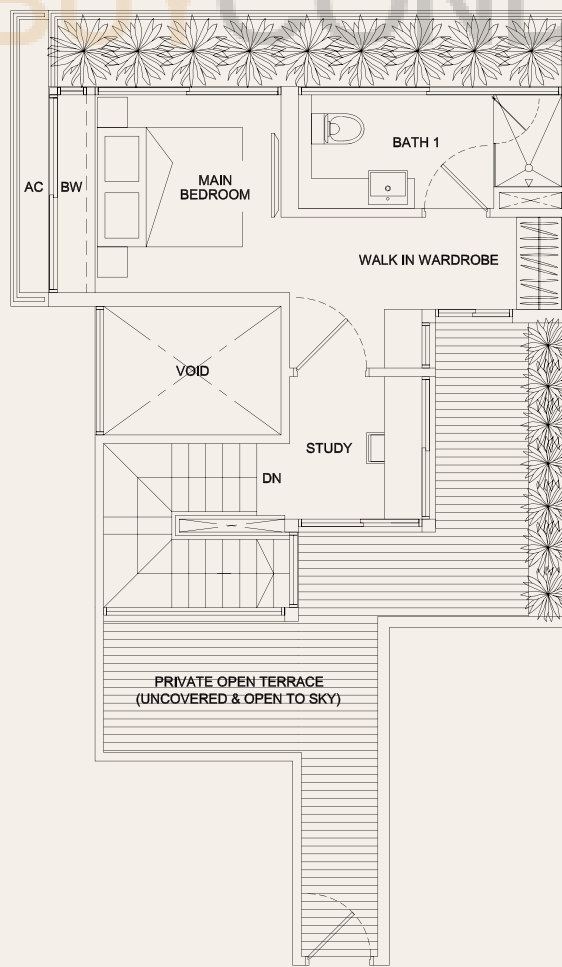 BUYCOND
BATH 1
AC
BW
MAIN
BEDROOM
WALK IN WARDROBE
VOID
STUDY
DN
PRIVATE OPEN TERRACE
(UNCOVERED & OPEN TO SKY)